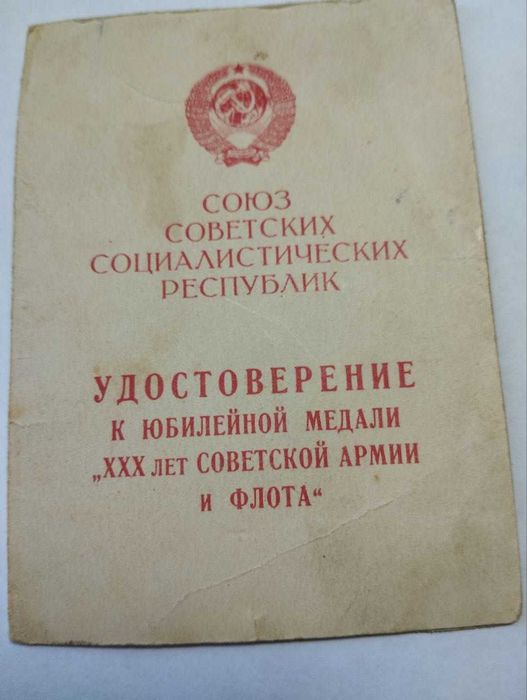 СОЮЗ
СОВЕТСКИХ
СОЦИАЛИСТИЧЕСКИХ
РЕСПУБЛИК
УДОСТОВЕРЕНИЕ
К ЮБИЛЕЙНОЙ МЕДАЛИ
„XXX ЛЕТ СОВЕТСКОЙ АРМИИ
И ФЛОТА“